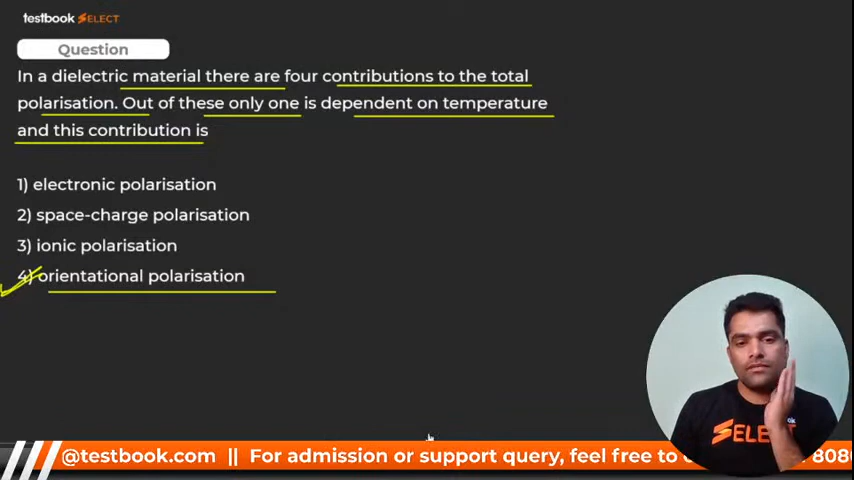 testbook SELECT
Question
In a dielectric material there are four contributions to the total
polarisation. Out of these only one is dependent on temperature
and this contribution is
1) electronic polarisation
2) space-charge polarisation
3) ionic polarisation
4) orientational polarisation
SELECT
@testbook.com || For admission or support query, feel free to 808